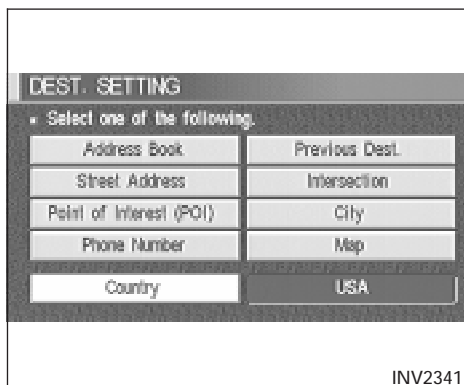 DEST. SETTING
Select one of the following.
Address Book Previous Dest.
Street Address Intersection
Point of Interest (POI) City
Phone Number Map
Country USA
INV2341